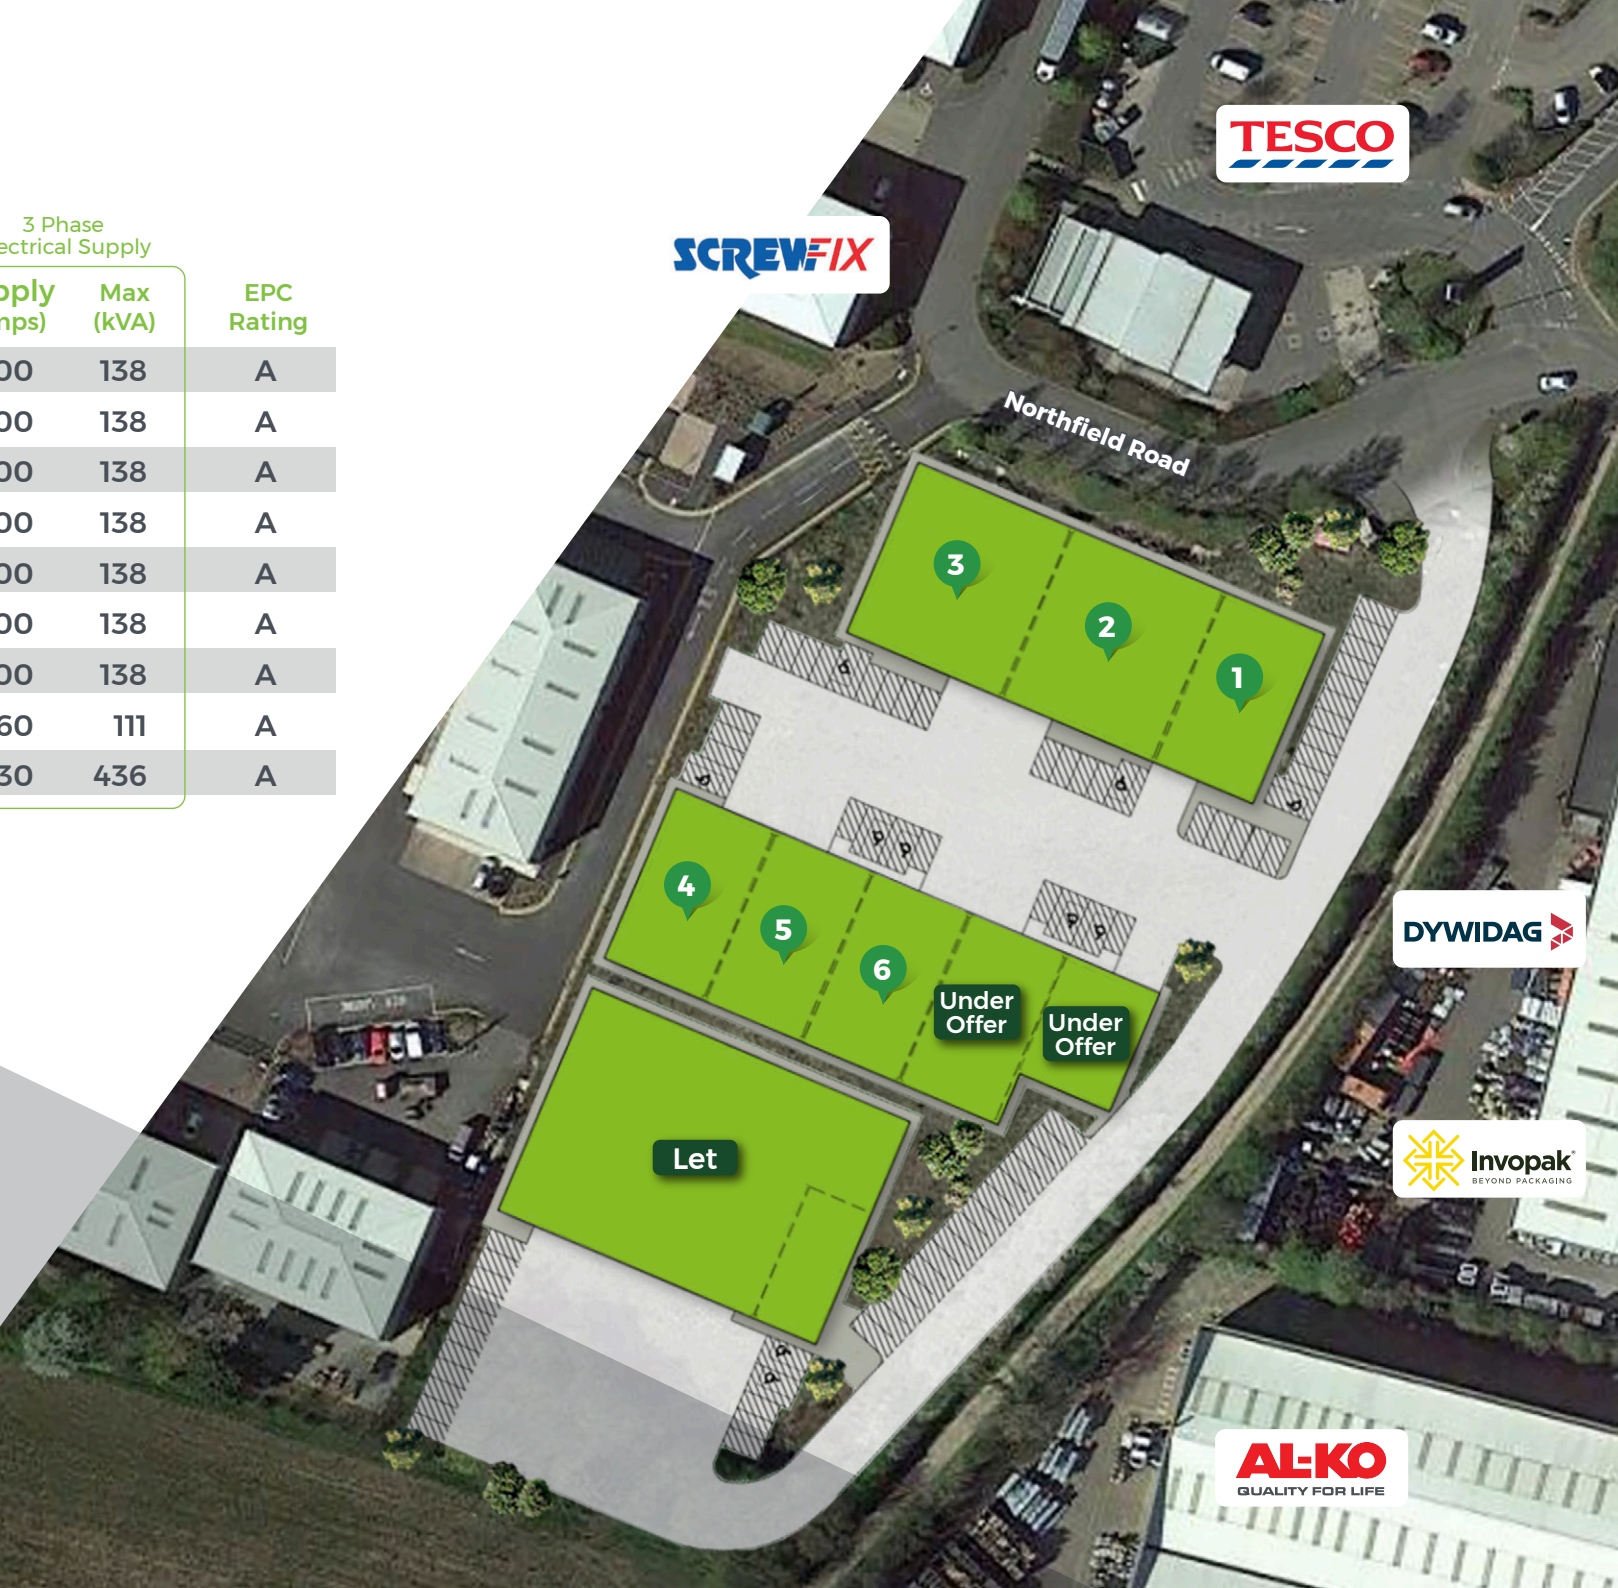 3 Phase
ectrical Supply
pply
Max
EPC
nps)
(kVA)
Rating
00 138 A
00 138 A
00 138 A
00 138 A
00 138 A
00 138 A
00 138 A
60 111 A
30 436 A
TESCO
SCREWFIX
Northfield Road
3
2
1
4
5
6
Under
Offer
Under
Offer
Let
DYWIDAG
Invopak®
BEYOND PACKAGING
AL-KO
QUALITY FOR LIFE